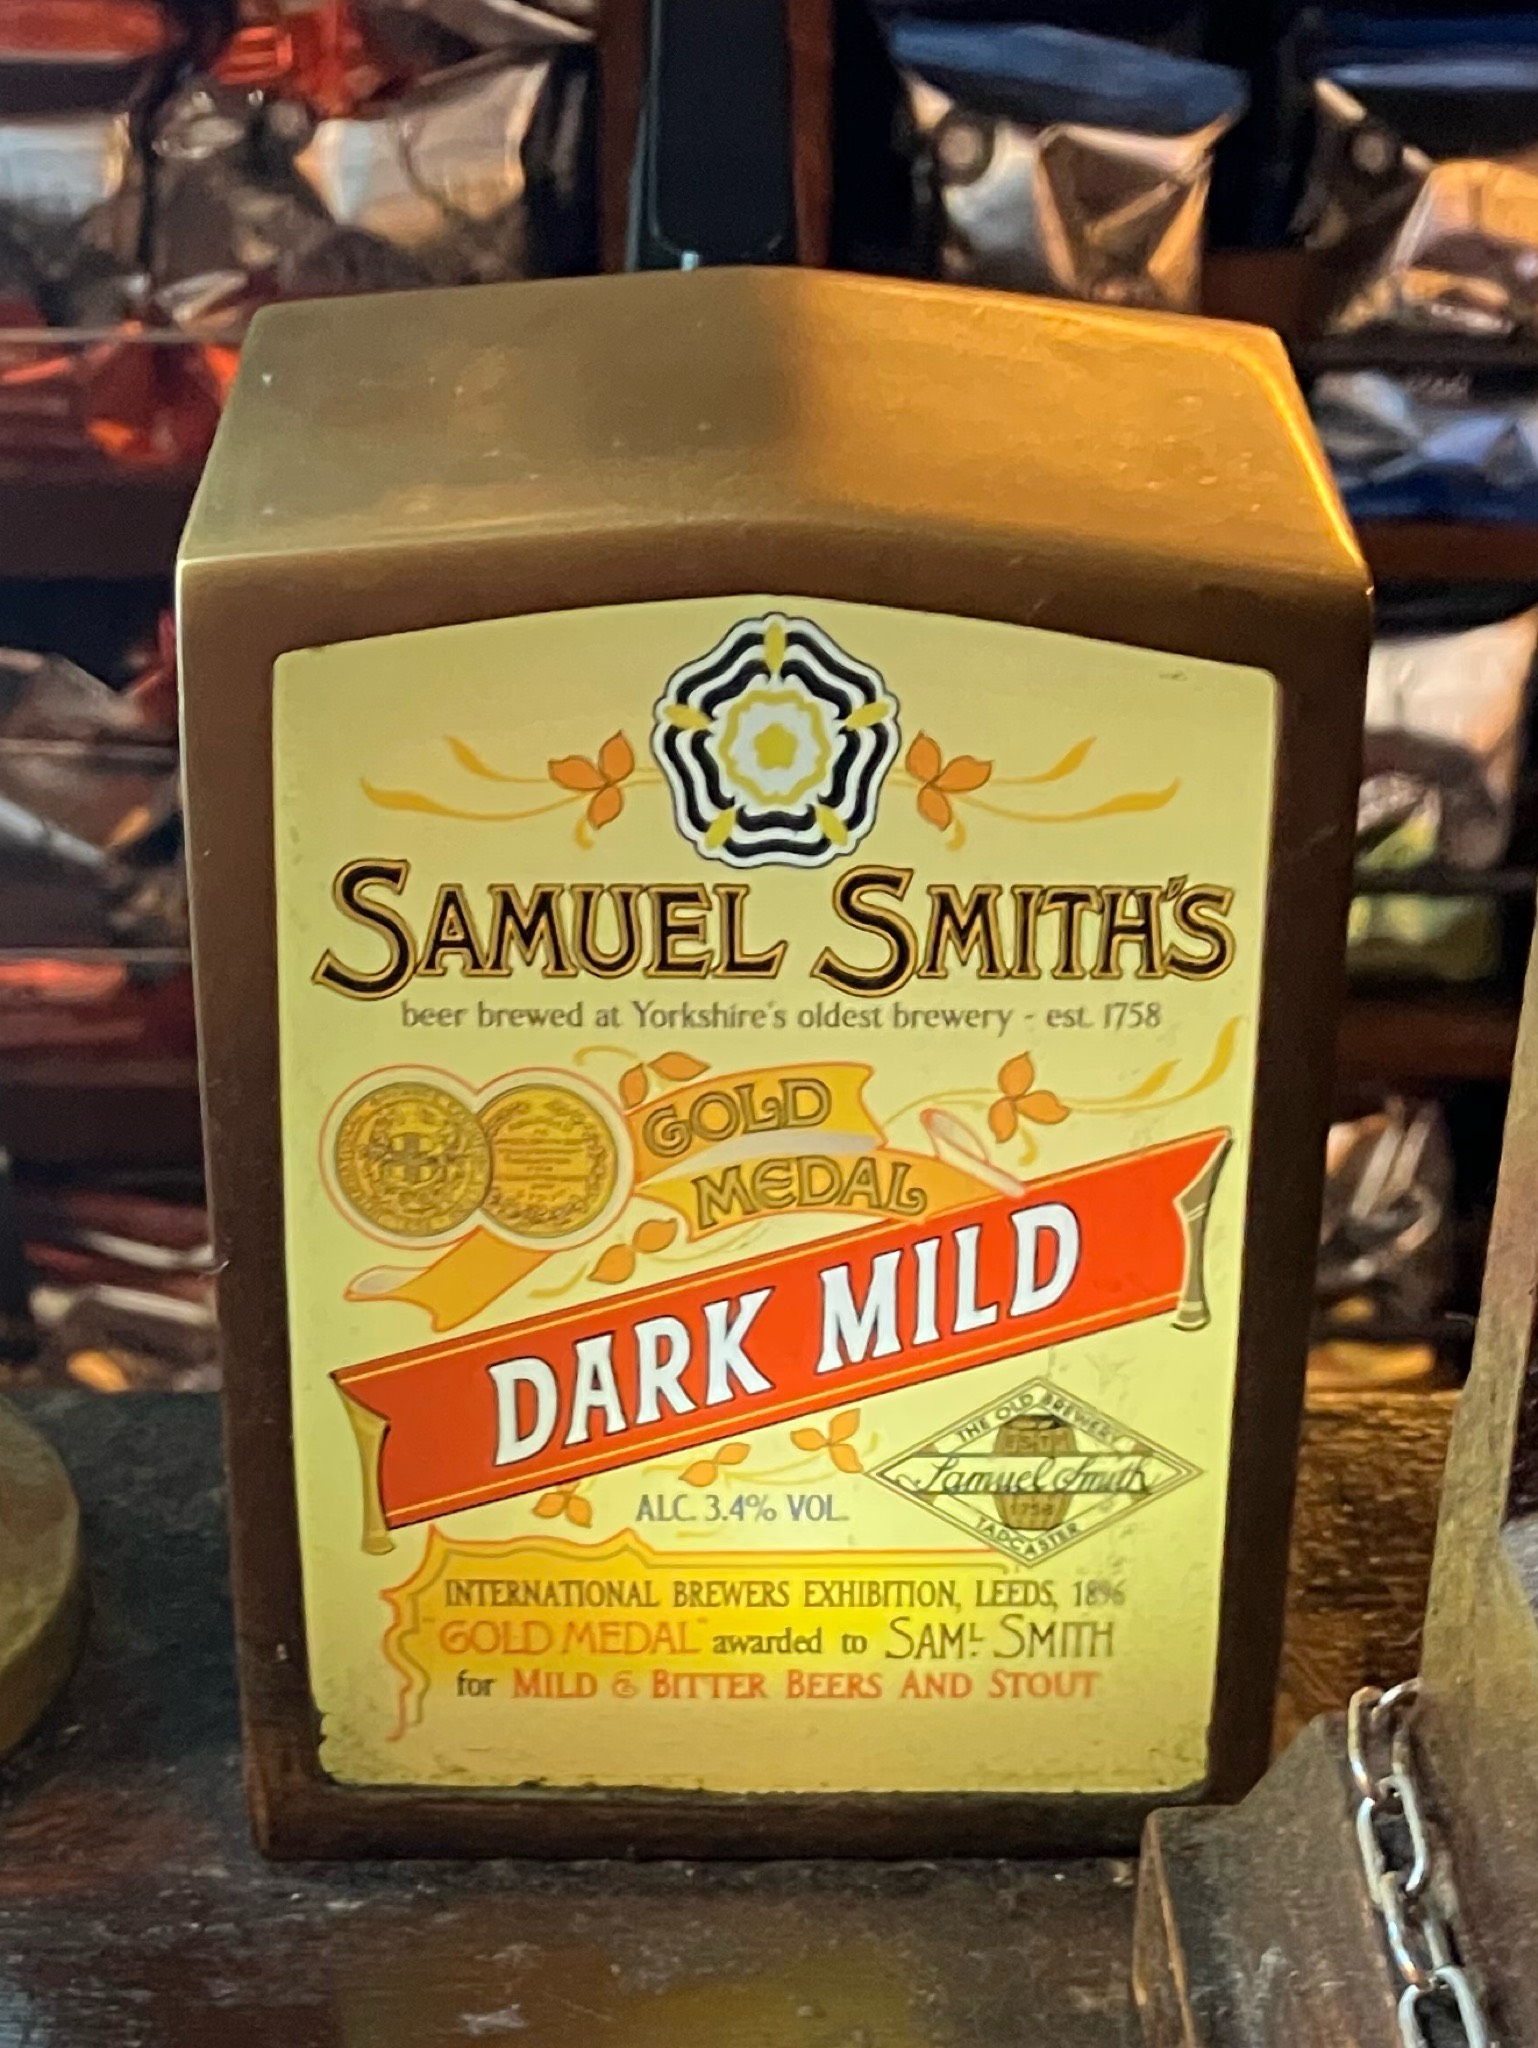 SAMUEL SMITH'S
beer brewed at Yorkshire's oldest brewery - est. 1758
GOLD
MEDAL
DARK MILD
THE OLD BREWERY
Samuel Smith
1758
TADCASTER
ALC. 3.4% VOL.
INTERNATIONAL BREWERS EXHIBITION, LEEDS, 1896
"GOLD MEDAL" awarded to SAML. SMITH
for MILD & BITTER BEERS AND STOUT